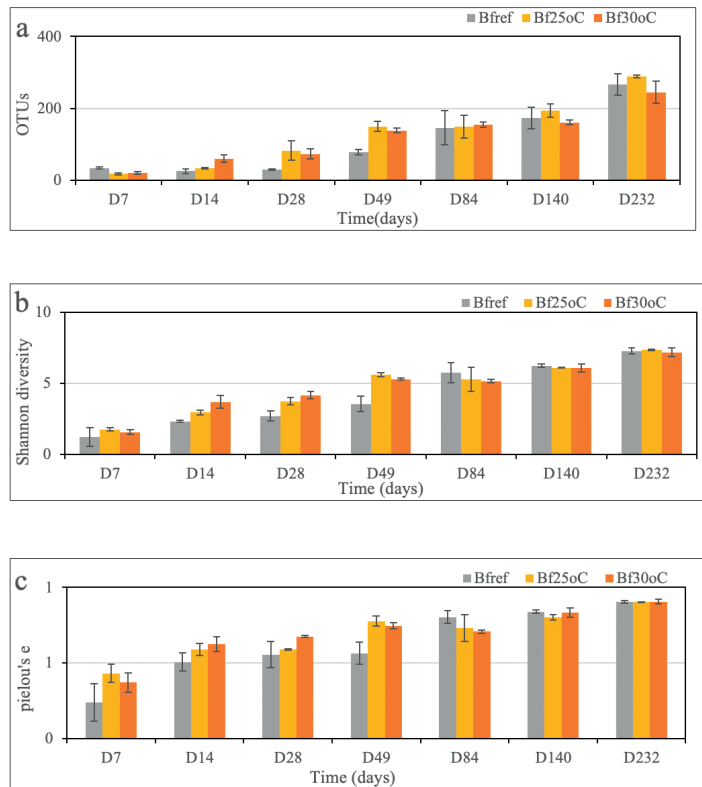 a
Bfref Bf25oC Bf30oC
400
200
0
OTUs
D7 D14 D28 D49 D84 D140 D232
Time(days)
b
Bfref Bf25oC Bf30oC
10
5
0
Shannon diversity
D7 D14 D28 D49 D84 D140 D232
Time (days)
c
Bfref Bf25oC Bf30oC
1
1
0
pielou's e
D7 D14 D28 D49 D84 D140 D232
Time (days)